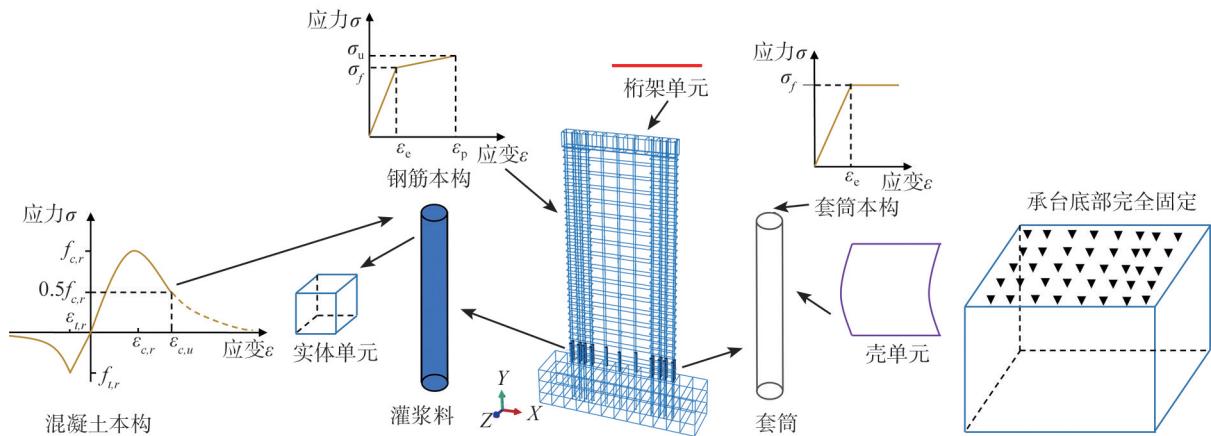 应力σ
σu
σf
εe
εp
应变ε
钢筋本构
桁架单元
应力σ
σf
εe
应变ε
套筒本构
承台底部完全固定
应力σ
fc,r
0.5fc,r
εt,r
εc,r
εc,u
应变ε
ft,r
混凝土本构
实体单元
灌浆料
Y
Z
X
套筒
壳单元